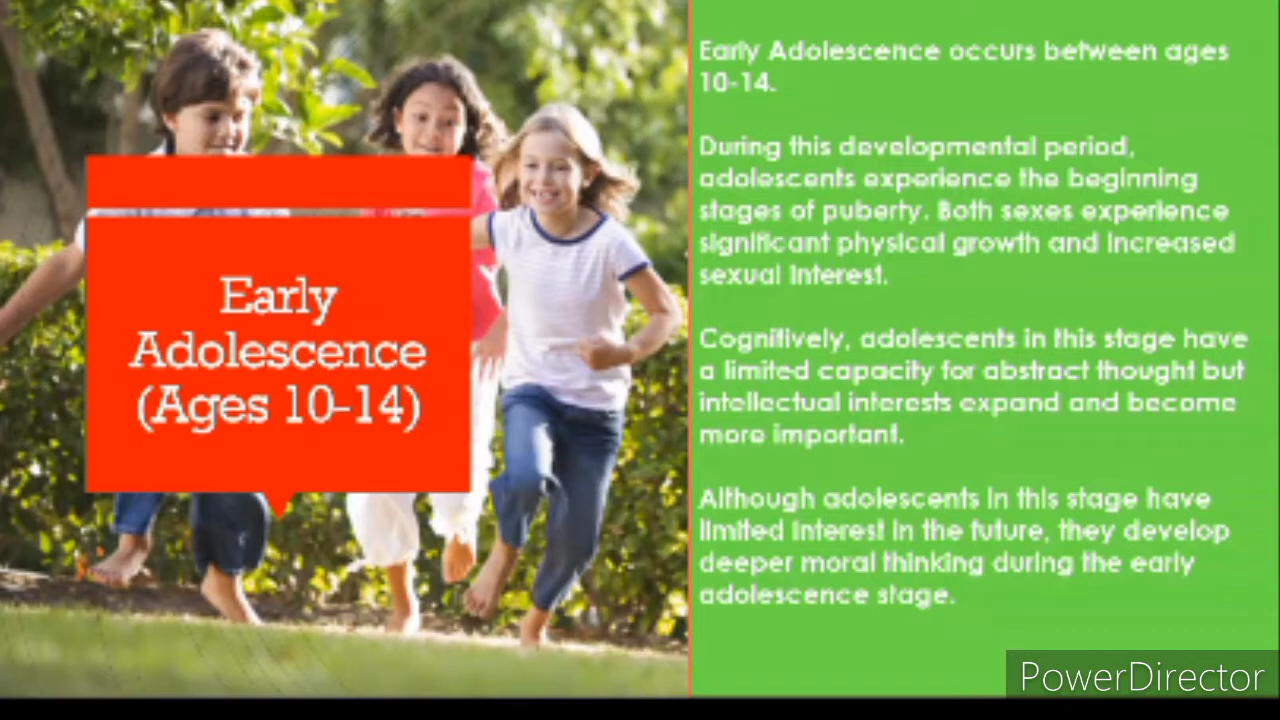 Early
Adolescence
(Ages 10-14)
Early Adolescence occurs between ages
10-14.
During this developmental period,
adolescents experience the beginning
stages of puberty. Both sexes experience
significant physical growth and increased
sexual interest.
Cognitively, adolescents in this stage have
a limited capacity for abstract thought but
intellectual interests expand and become
more important.
Although adolescents in this stage have
limited interest in the future, they develop
deeper moral thinking during the early
adolescence stage.
PowerDirector